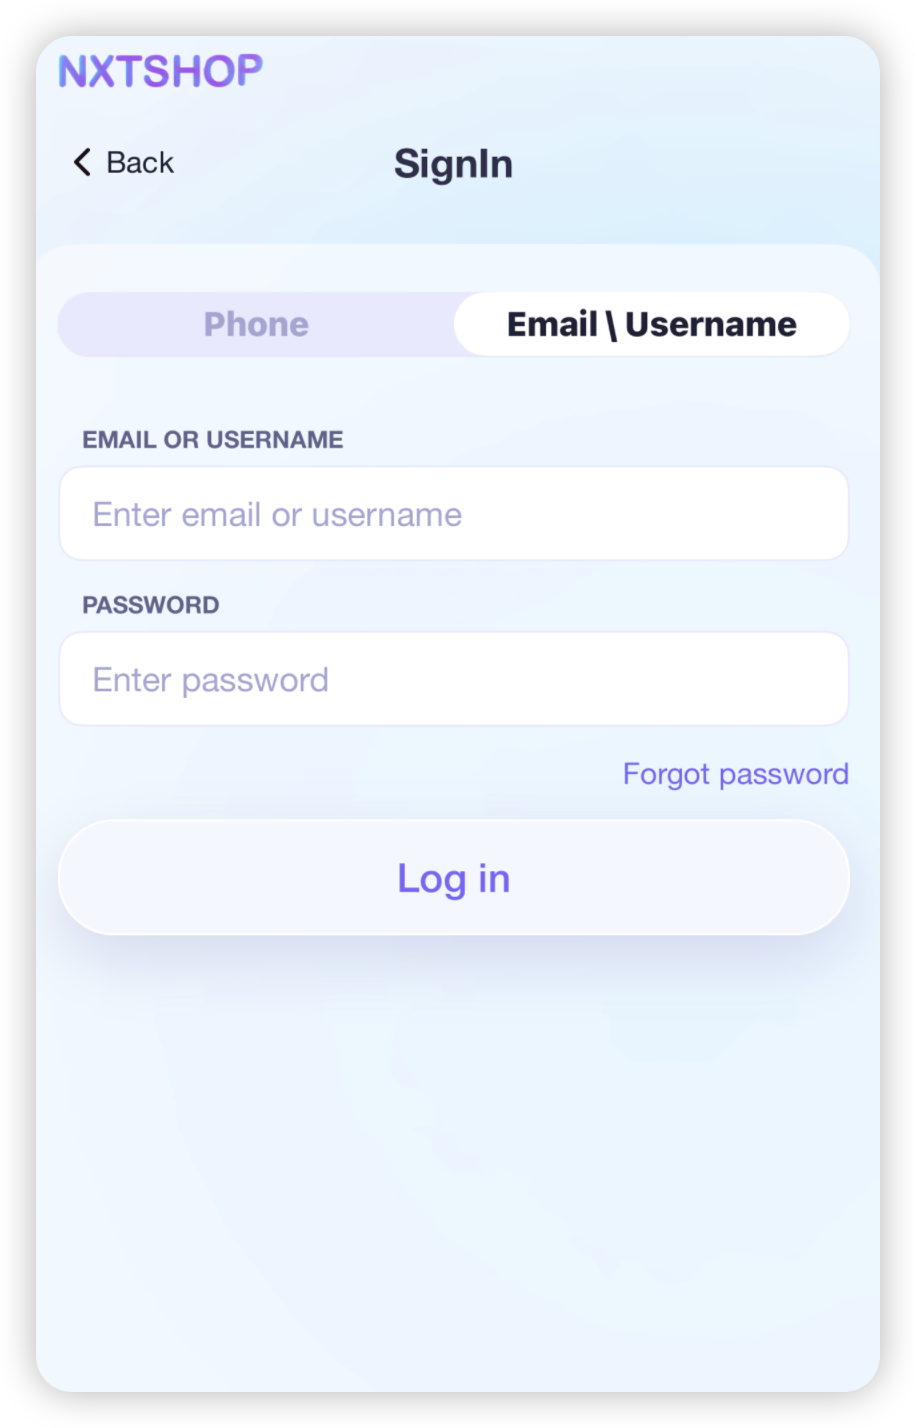 NXTSHOP
Back
SignIn
Phone
Email \ Username
EMAIL OR USERNAME
Enter email or username
PASSWORD
Enter password
Forgot password
Log in